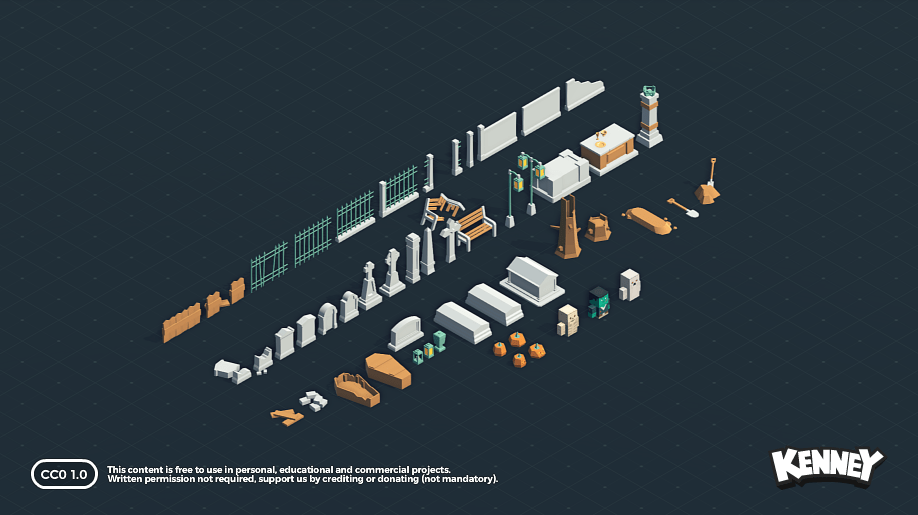 CC0 1.0
This content is free to use in personal, educational and commercial projects.
Written permission not required, support us by crediting or donating (not mandatory).
KENNEY